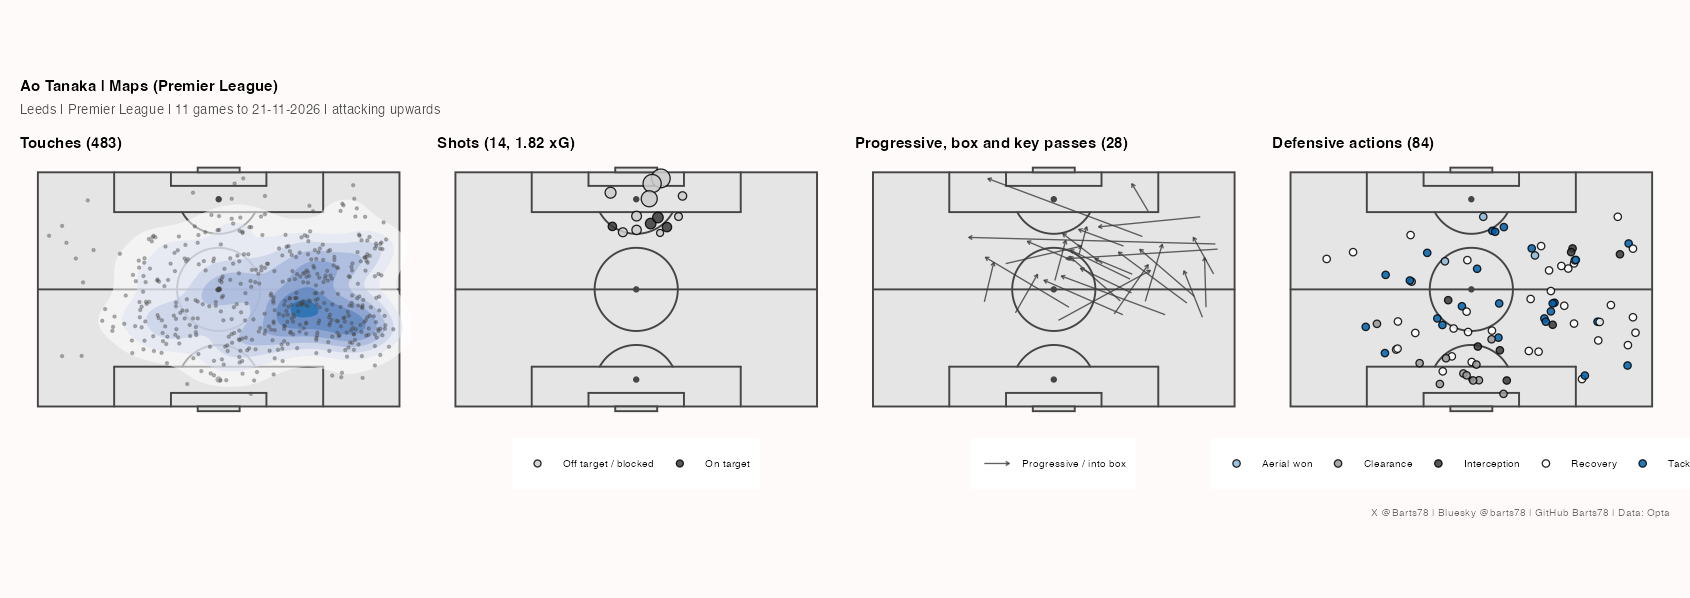 Ao Tanaka | Maps (Premier League)
Leeds | Premier League | 11 games to 21-11-2026 | attacking upwards
Touches (483)
Shots (14, 1.82 xG)
Progressive, box and key passes (28)
Defensive actions (84)
Off target / blocked
On target
Progressive / into box
Aerial won
Clearance
Interception
Recovery
Tack
X @Barts78 | Bluesky @barts78 | GitHub Barts78 | Data: Opta